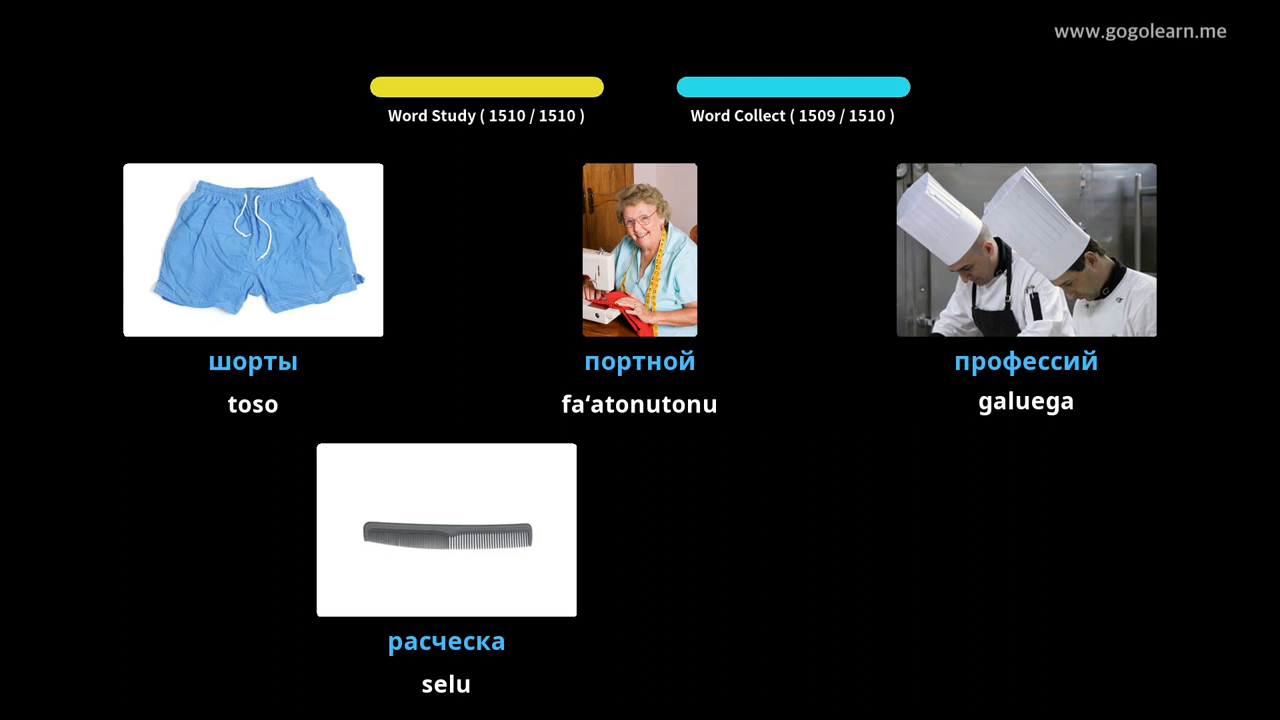 www.gogolearn.me
Word Study ( 1510 / 1510 )
Word Collect ( 1509 / 1510 )
шорты
портной
профессий
toso
fa‘atonutonu
galuega
расческа
selu